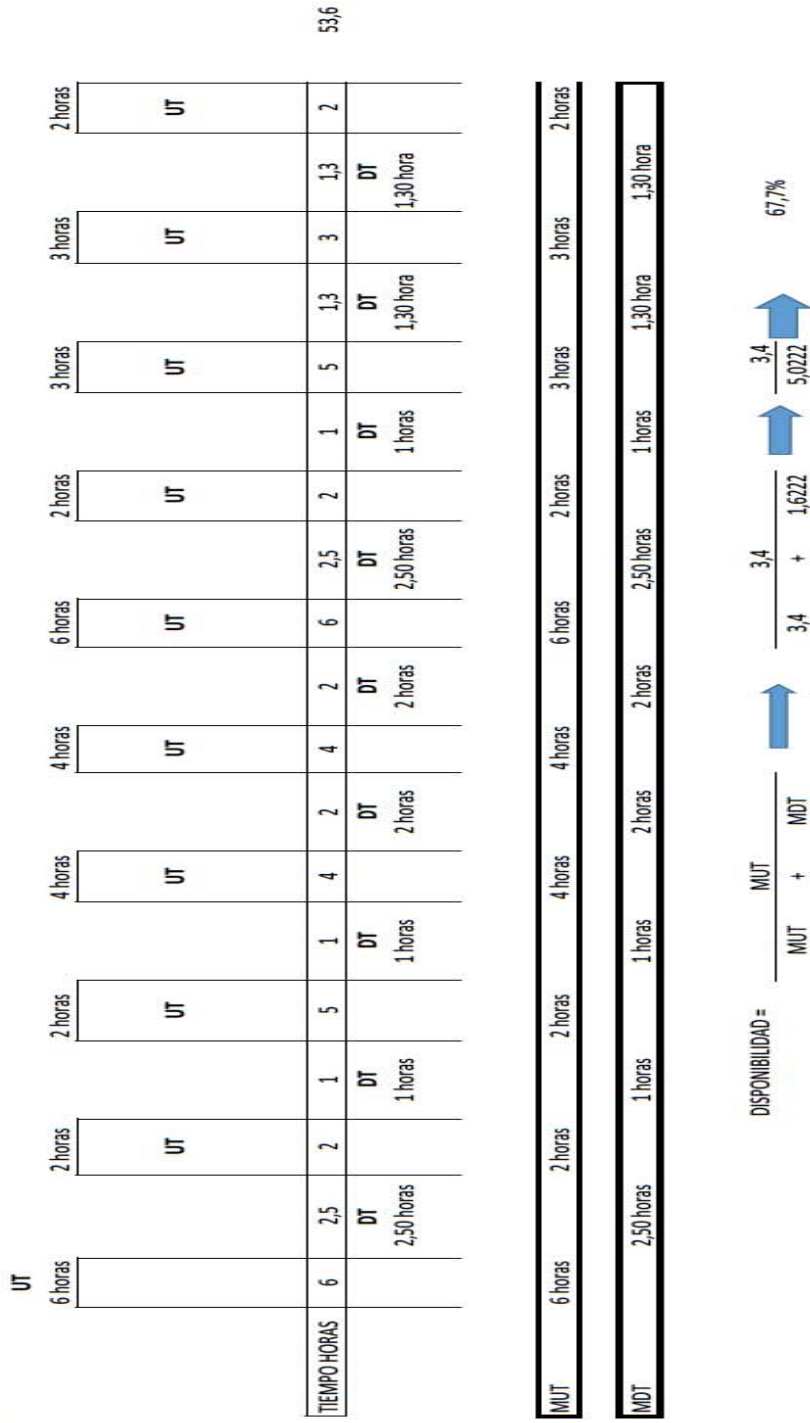 UT
6 horas 2 horas 2 horas 4 horas 4 horas 6 horas 2 horas 3 horas 3 horas 2 horas
UT UT UT UT UT UT UT UT UT
TIEMPO HORAS 6 2,5 2 1 5 1 4 2 4 2 6 2,5 2 1 5 1,3 3 1,3 2 53,6
DT DT DT DT DT DT DT DT DT
2,50 horas 1 horas 1 horas 2 horas 2 horas 2,50 horas 1 horas 1,30 hora 1,30 hora
MUT 6 horas 2 horas 2 horas 4 horas 4 horas 6 horas 2 horas 3 horas 3 horas 2 horas
MDT 2,50 horas 1 horas 1 horas 2 horas 2 horas 2,50 horas 1 horas 1,30 hora 1,30 hora
DISPONIBILIDAD = MUT 3,4 3,4 67,7%
MUT + MDT 3,4 + 1,6222 5,0222